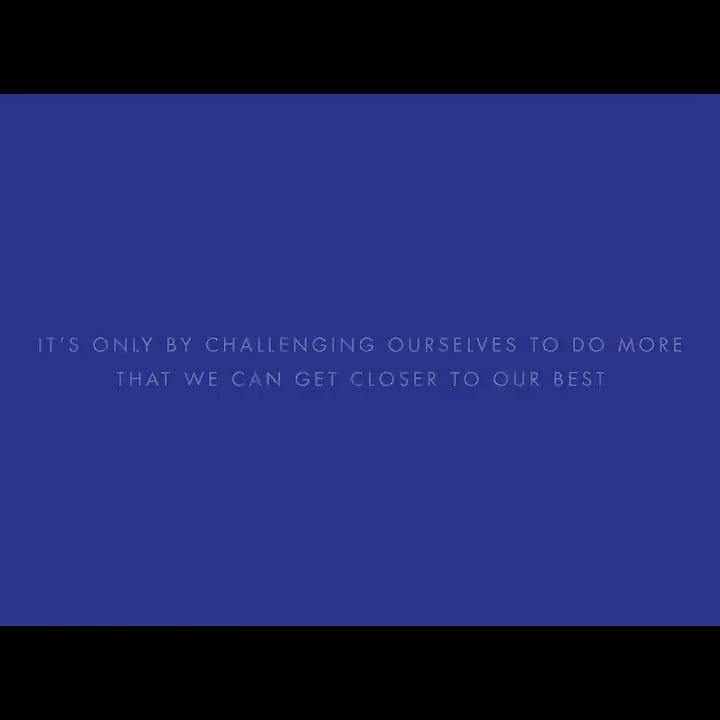 IT'S ONLY BY CHALLENGING OURSELVES TO DO MORE
THAT WE CAN GET CLOSER TO OUR BEST